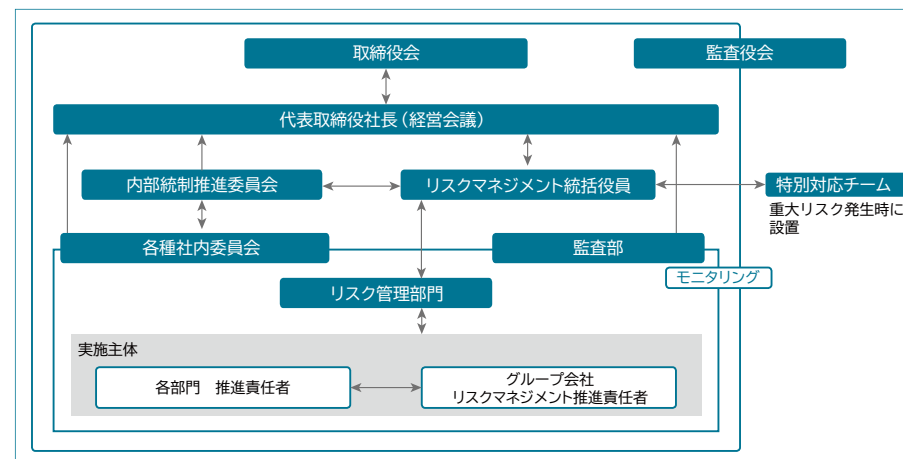 取締役会
監査役会
代表取締役社長（経営会議）
内部統制推進委員会
リスクマネジメント統括役員
特別対応チーム
重大リスク発生時に
設置
各種社内委員会
監査部
モニタリング
リスク管理部門
実施主体
各部門　推進責任者
グループ会社
リスクマネジメント推進責任者